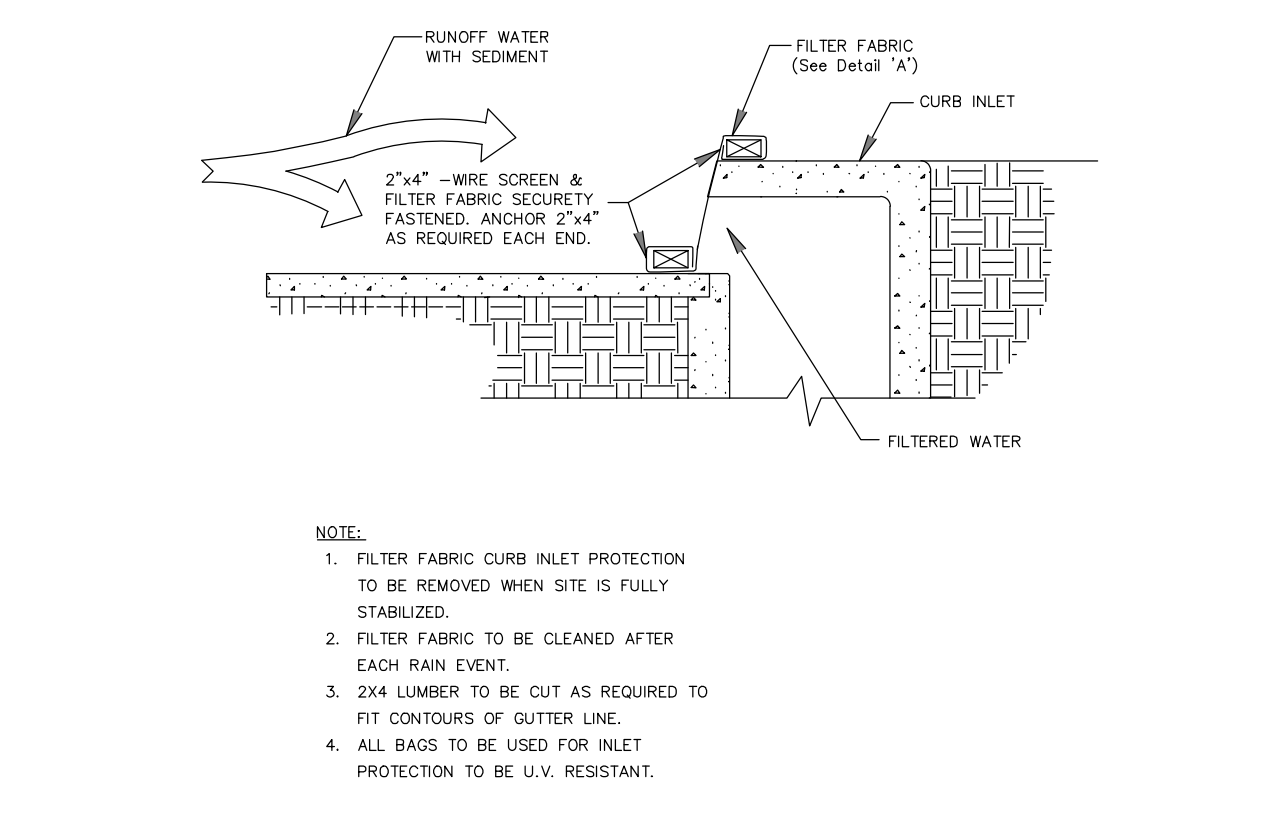 RUNOFF WATER
WITH SEDIMENT
FILTER FABRIC
(See Detail 'A')
CURB INLET
2"x4" –WIRE SCREEN &
FILTER FABRIC SECURETY
FASTENED. ANCHOR 2"x4"
AS REQUIRED EACH END.
FILTERED WATER
NOTE:
1. FILTER FABRIC CURB INLET PROTECTION
TO BE REMOVED WHEN SITE IS FULLY
STABILIZED.
2. FILTER FABRIC TO BE CLEANED AFTER
EACH RAIN EVENT.
3. 2X4 LUMBER TO BE CUT AS REQUIRED TO
FIT CONTOURS OF GUTTER LINE.
4. ALL BAGS TO BE USED FOR INLET
PROTECTION TO BE U.V. RESISTANT.